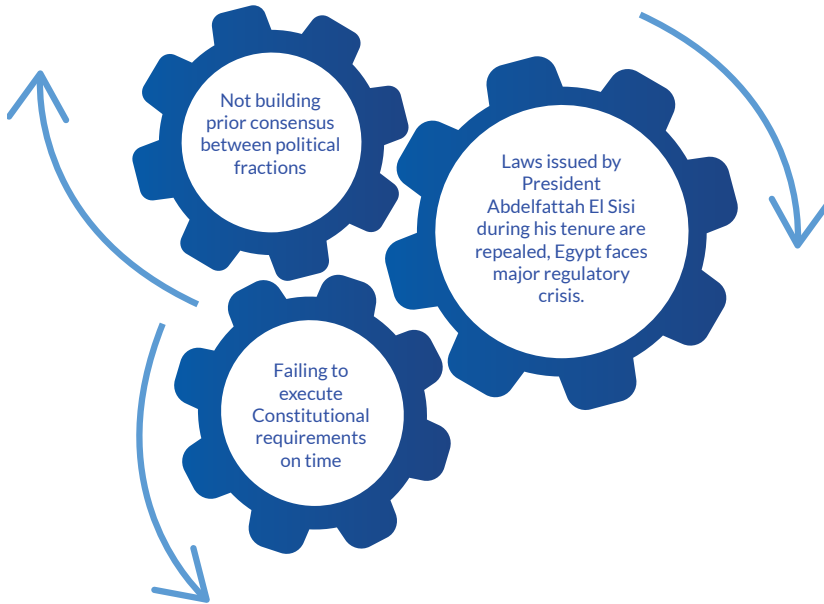 Not building
prior consensus
between political
fractions
Laws issued by
President
Abdelfattah El Sisi
during his tenure are
repealed, Egypt faces
major regulatory
crisis.
Failing to
execute
Constitutional
requirements
on time